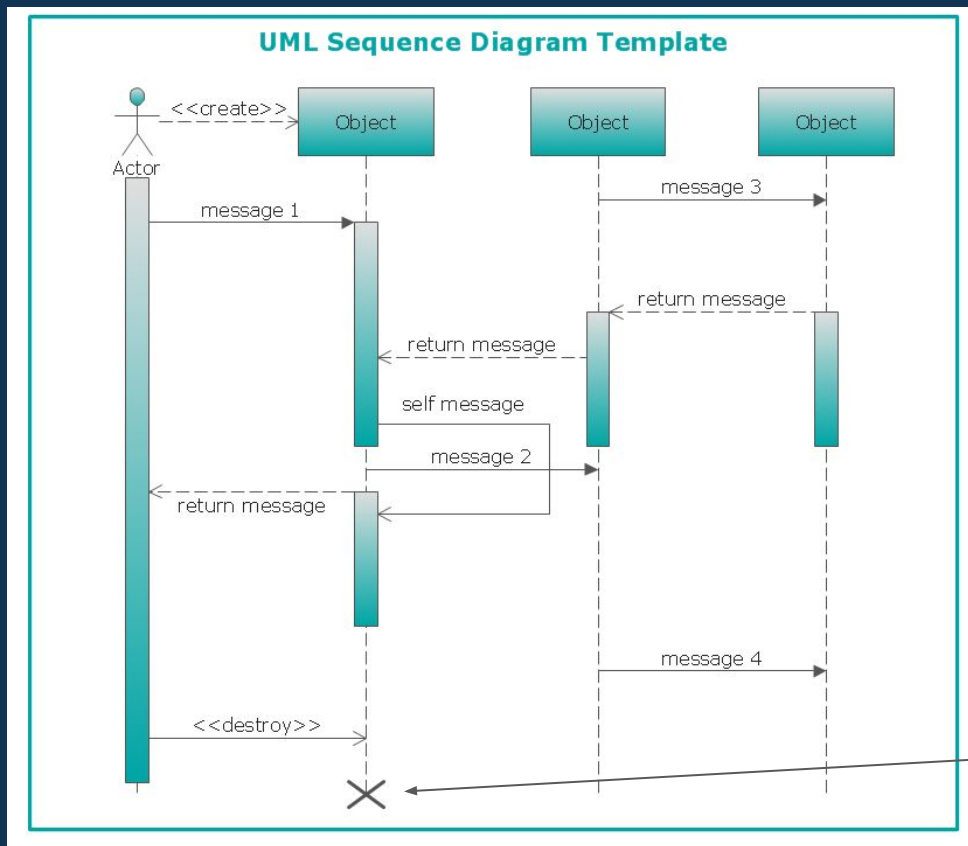 UML Sequence Diagram Template
<<create>>
Object
Object
Object
Actor
message 3
message 1
return message
return message
self message
message 2
return message
message 4
<<destroy>>